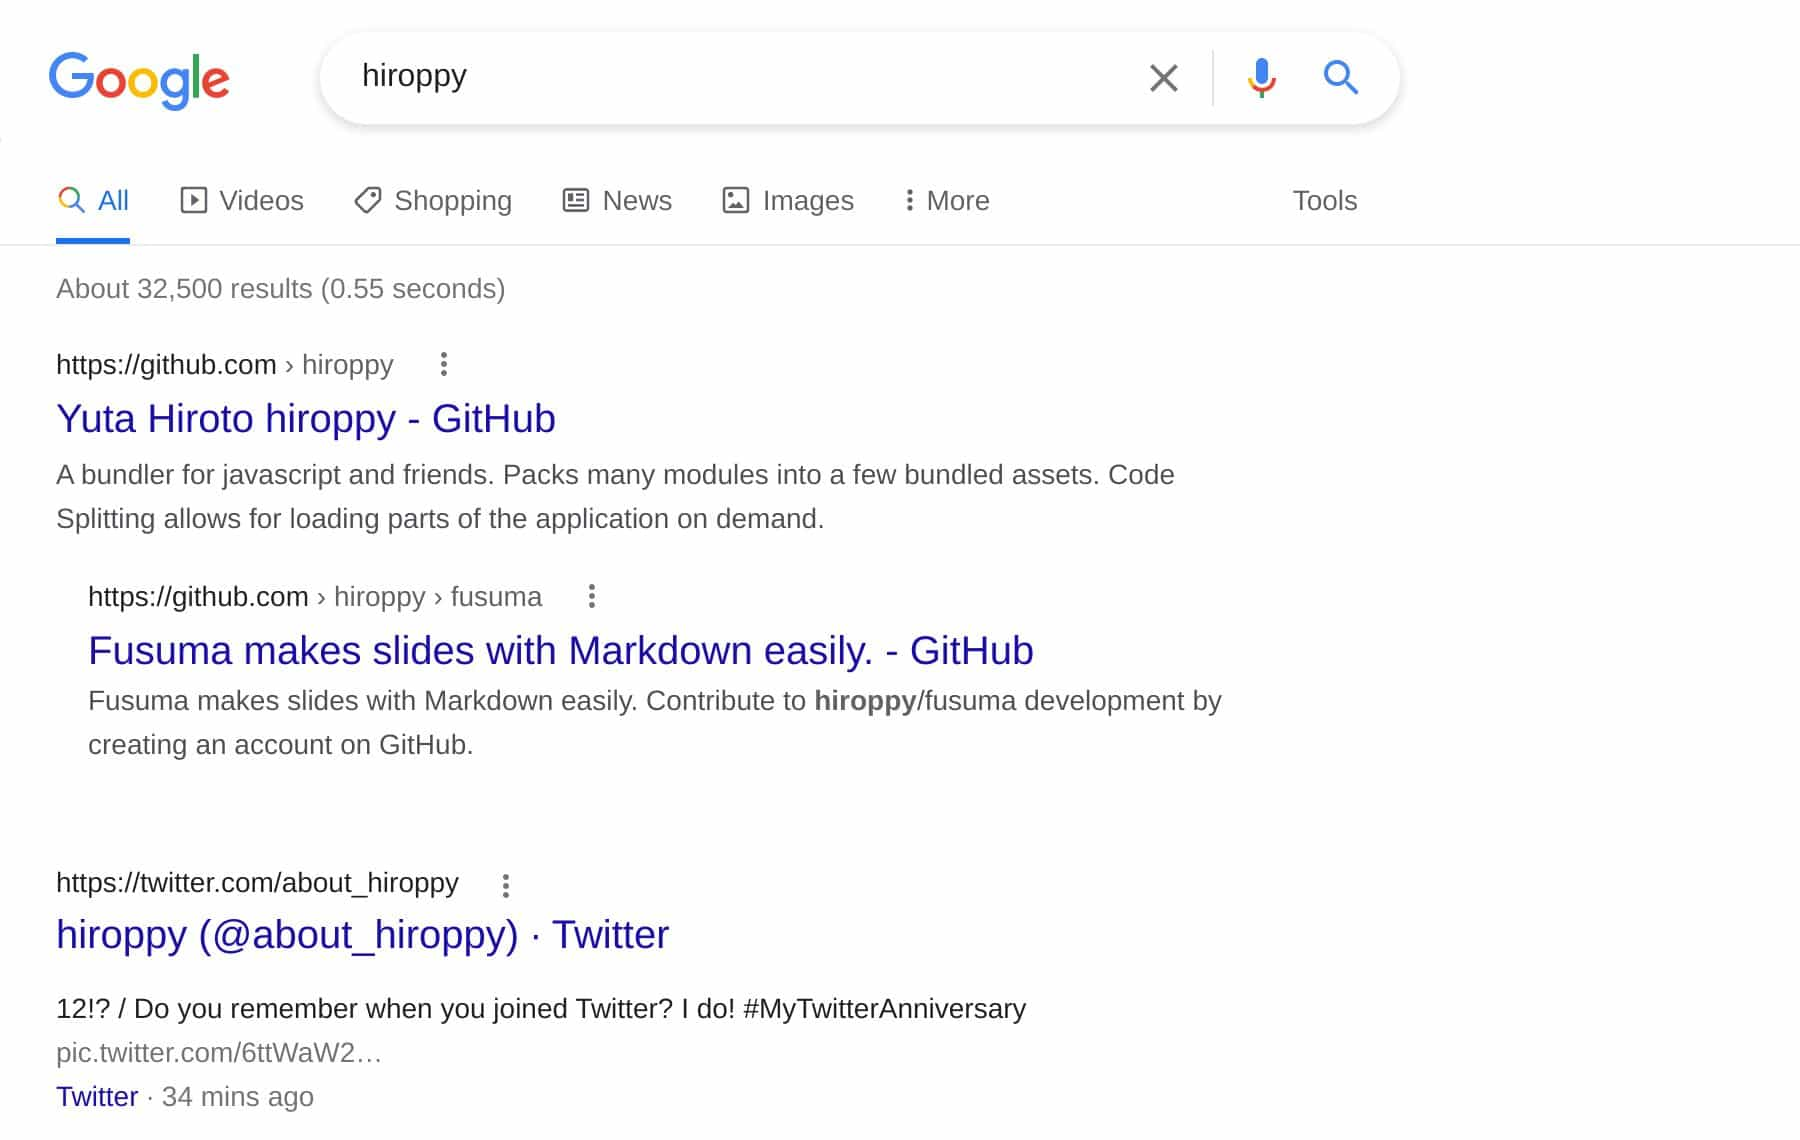 Google
hiroppy
All Videos Shopping News Images More Tools
About 32,500 results (0.55 seconds)
https://github.com › hiroppy
Yuta Hiroto hiroppy - GitHub
A bundler for javascript and friends. Packs many modules into a few bundled assets. Code
Splitting allows for loading parts of the application on demand.
https://github.com › hiroppy › fusuma
Fusuma makes slides with Markdown easily. - GitHub
Fusuma makes slides with Markdown easily. Contribute to hiroppy/fusuma development by
creating an account on GitHub.
https://twitter.com/about_hiroppy
hiroppy (@about_hiroppy) · Twitter
12!? / Do you remember when you joined Twitter? I do! #MyTwitterAnniversary
pic.twitter.com/6ttWaW2…
Twitter · 34 mins ago